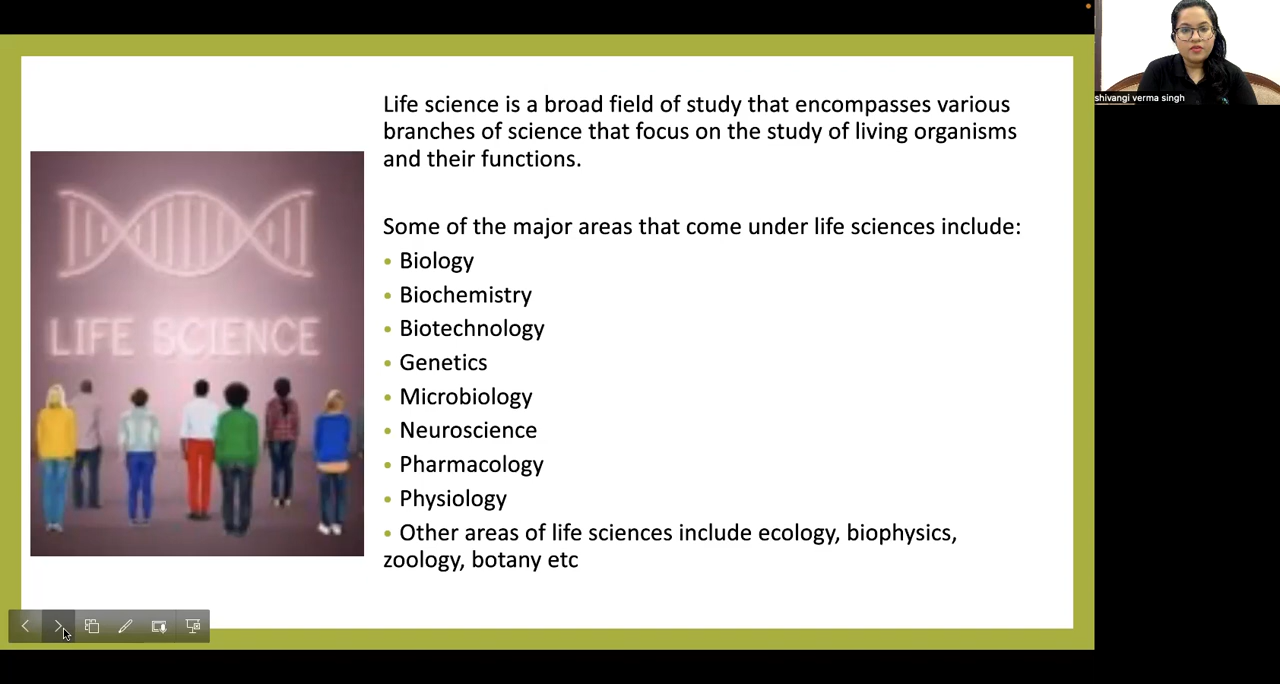 shivangi verma singh
Life science is a broad field of study that encompasses various
branches of science that focus on the study of living organisms
and their functions.
Some of the major areas that come under life sciences include:
• Biology
• Biochemistry
• Biotechnology
• Genetics
• Microbiology
• Neuroscience
• Pharmacology
• Physiology
• Other areas of life sciences include ecology, biophysics,
zoology, botany etc
LIFE SCIENCE